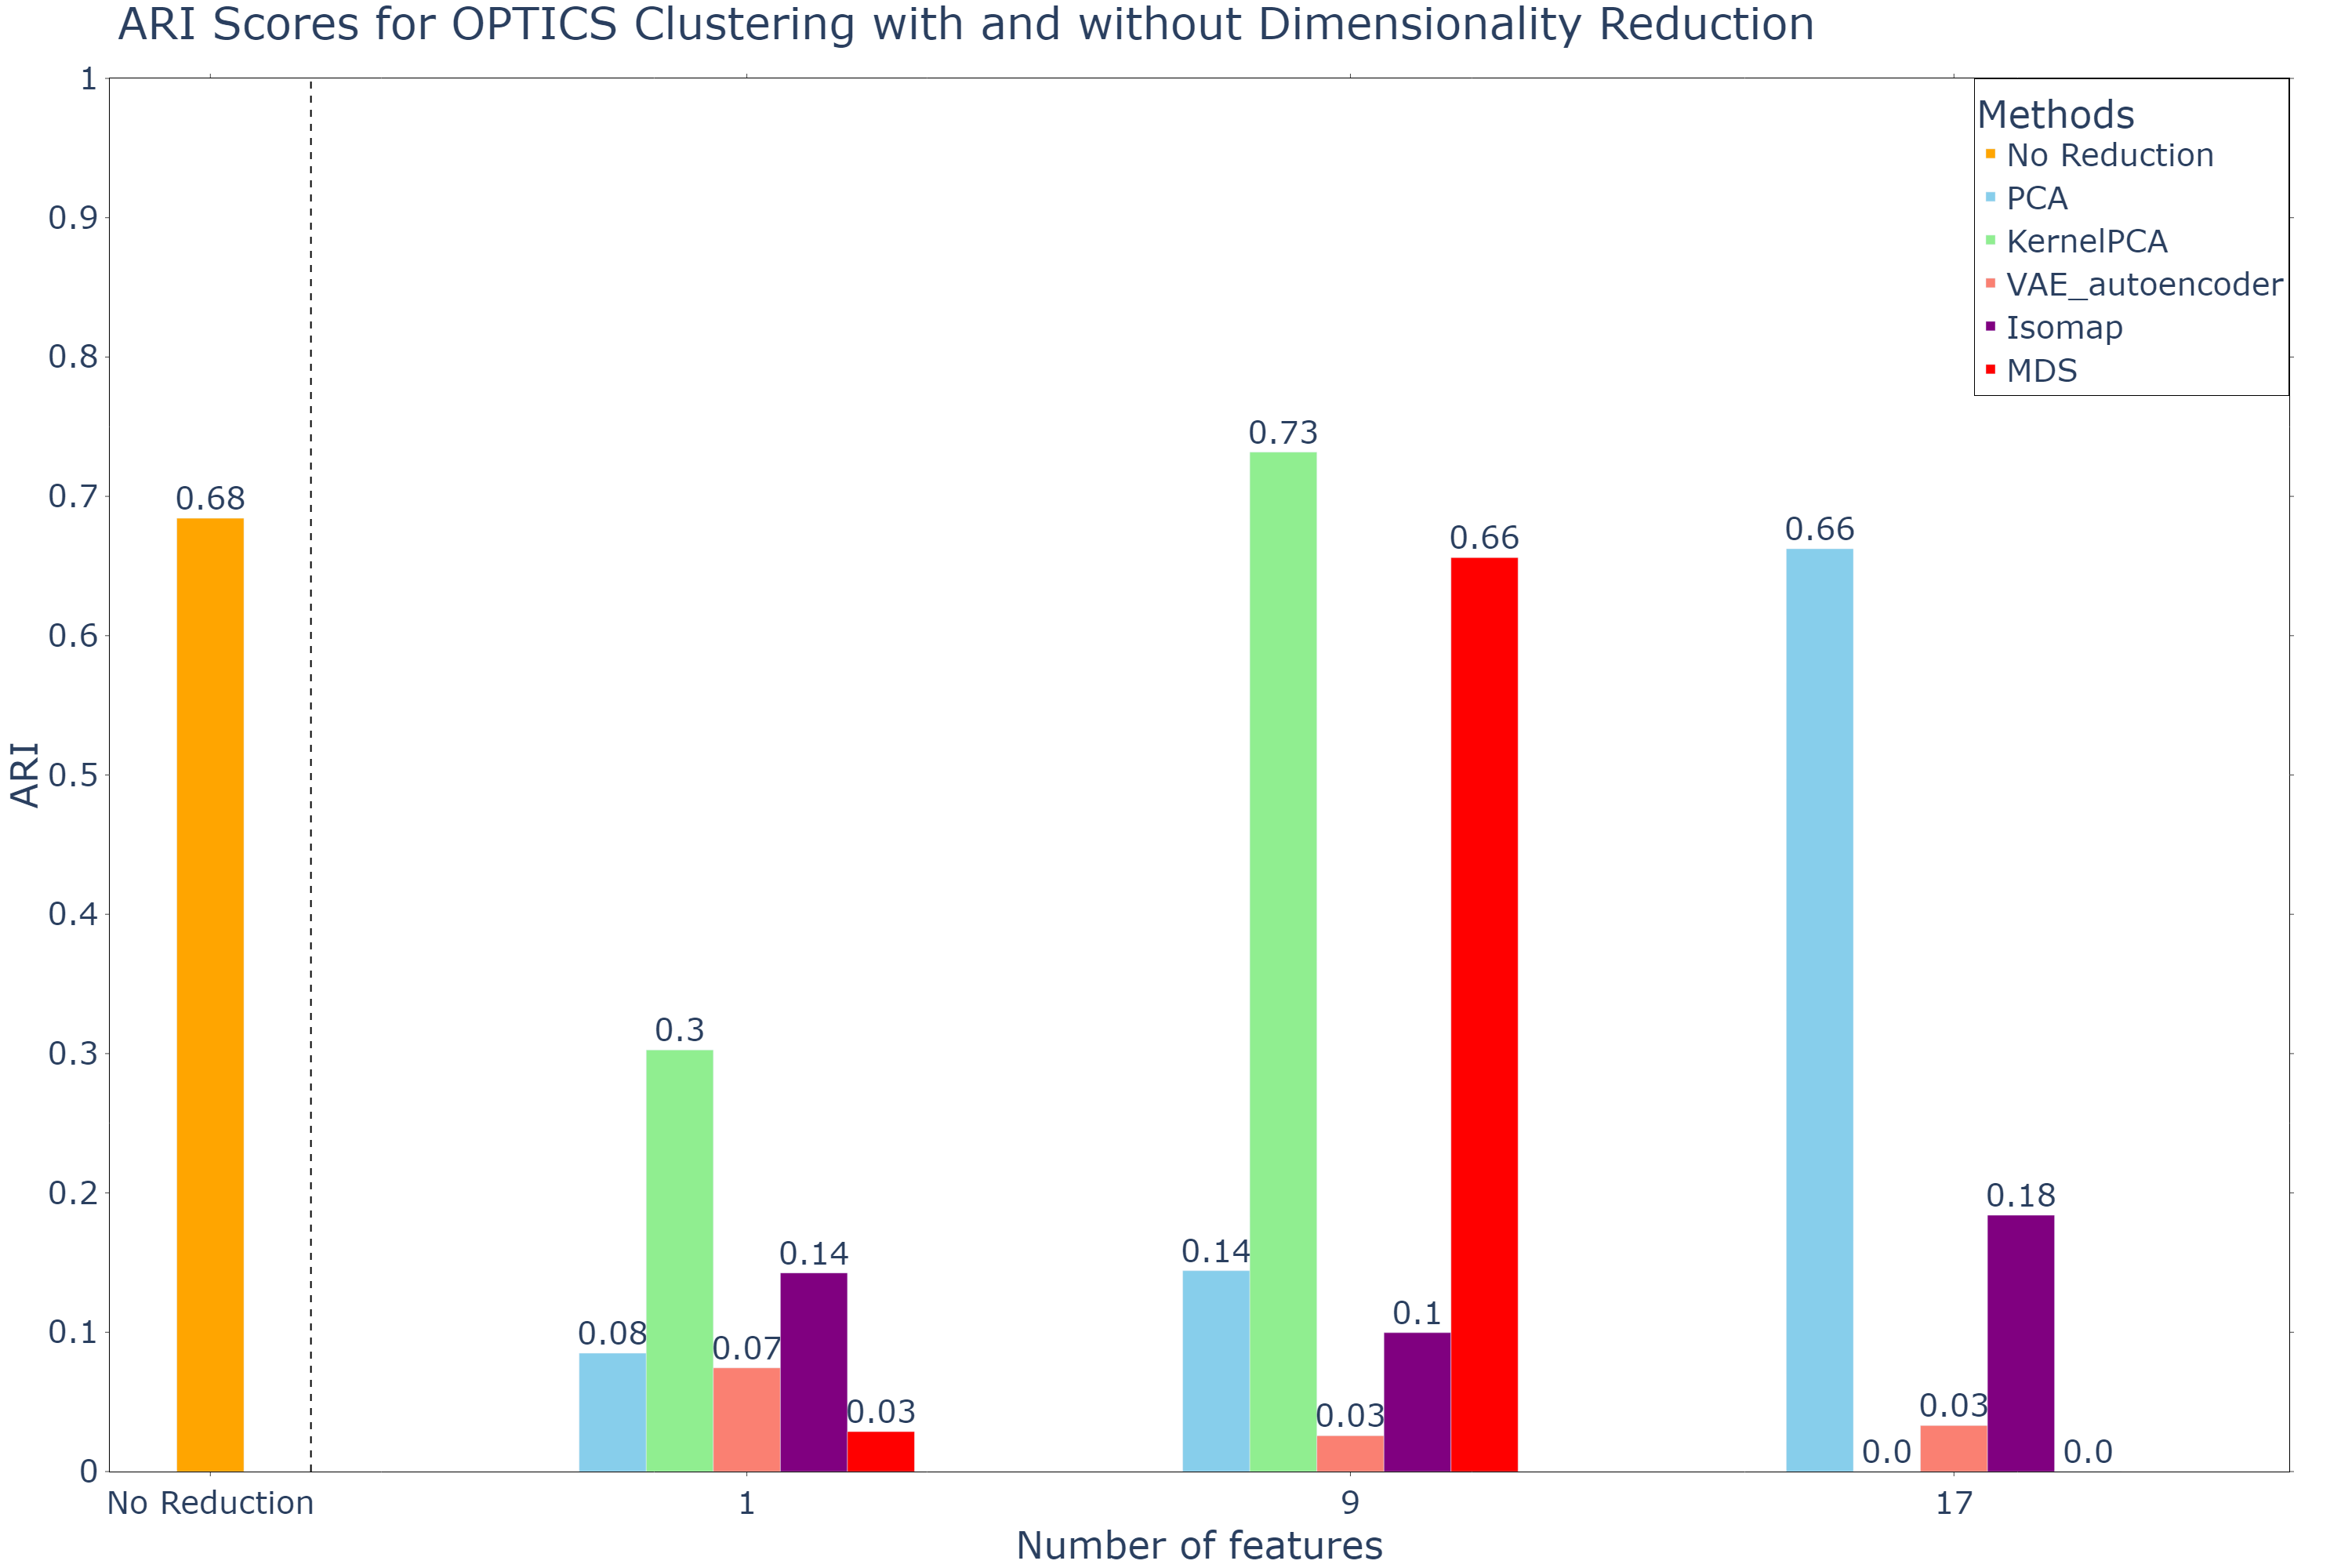 ARI Scores for OPTICS Clustering with and without Dimensionality Reduction
Methods
No Reduction
PCA
KernelPCA
VAE_autoencoder
Isomap
MDS
ARI
1
0.9
0.8
0.7
0.6
0.5
0.4
0.3
0.2
0.1
0
0.68
0.08
0.3
0.07
0.14
0.03
0.14
0.73
0.03
0.1
0.66
0.66
0.0
0.03
0.18
0.0
No Reduction
1
9
17
Number of features